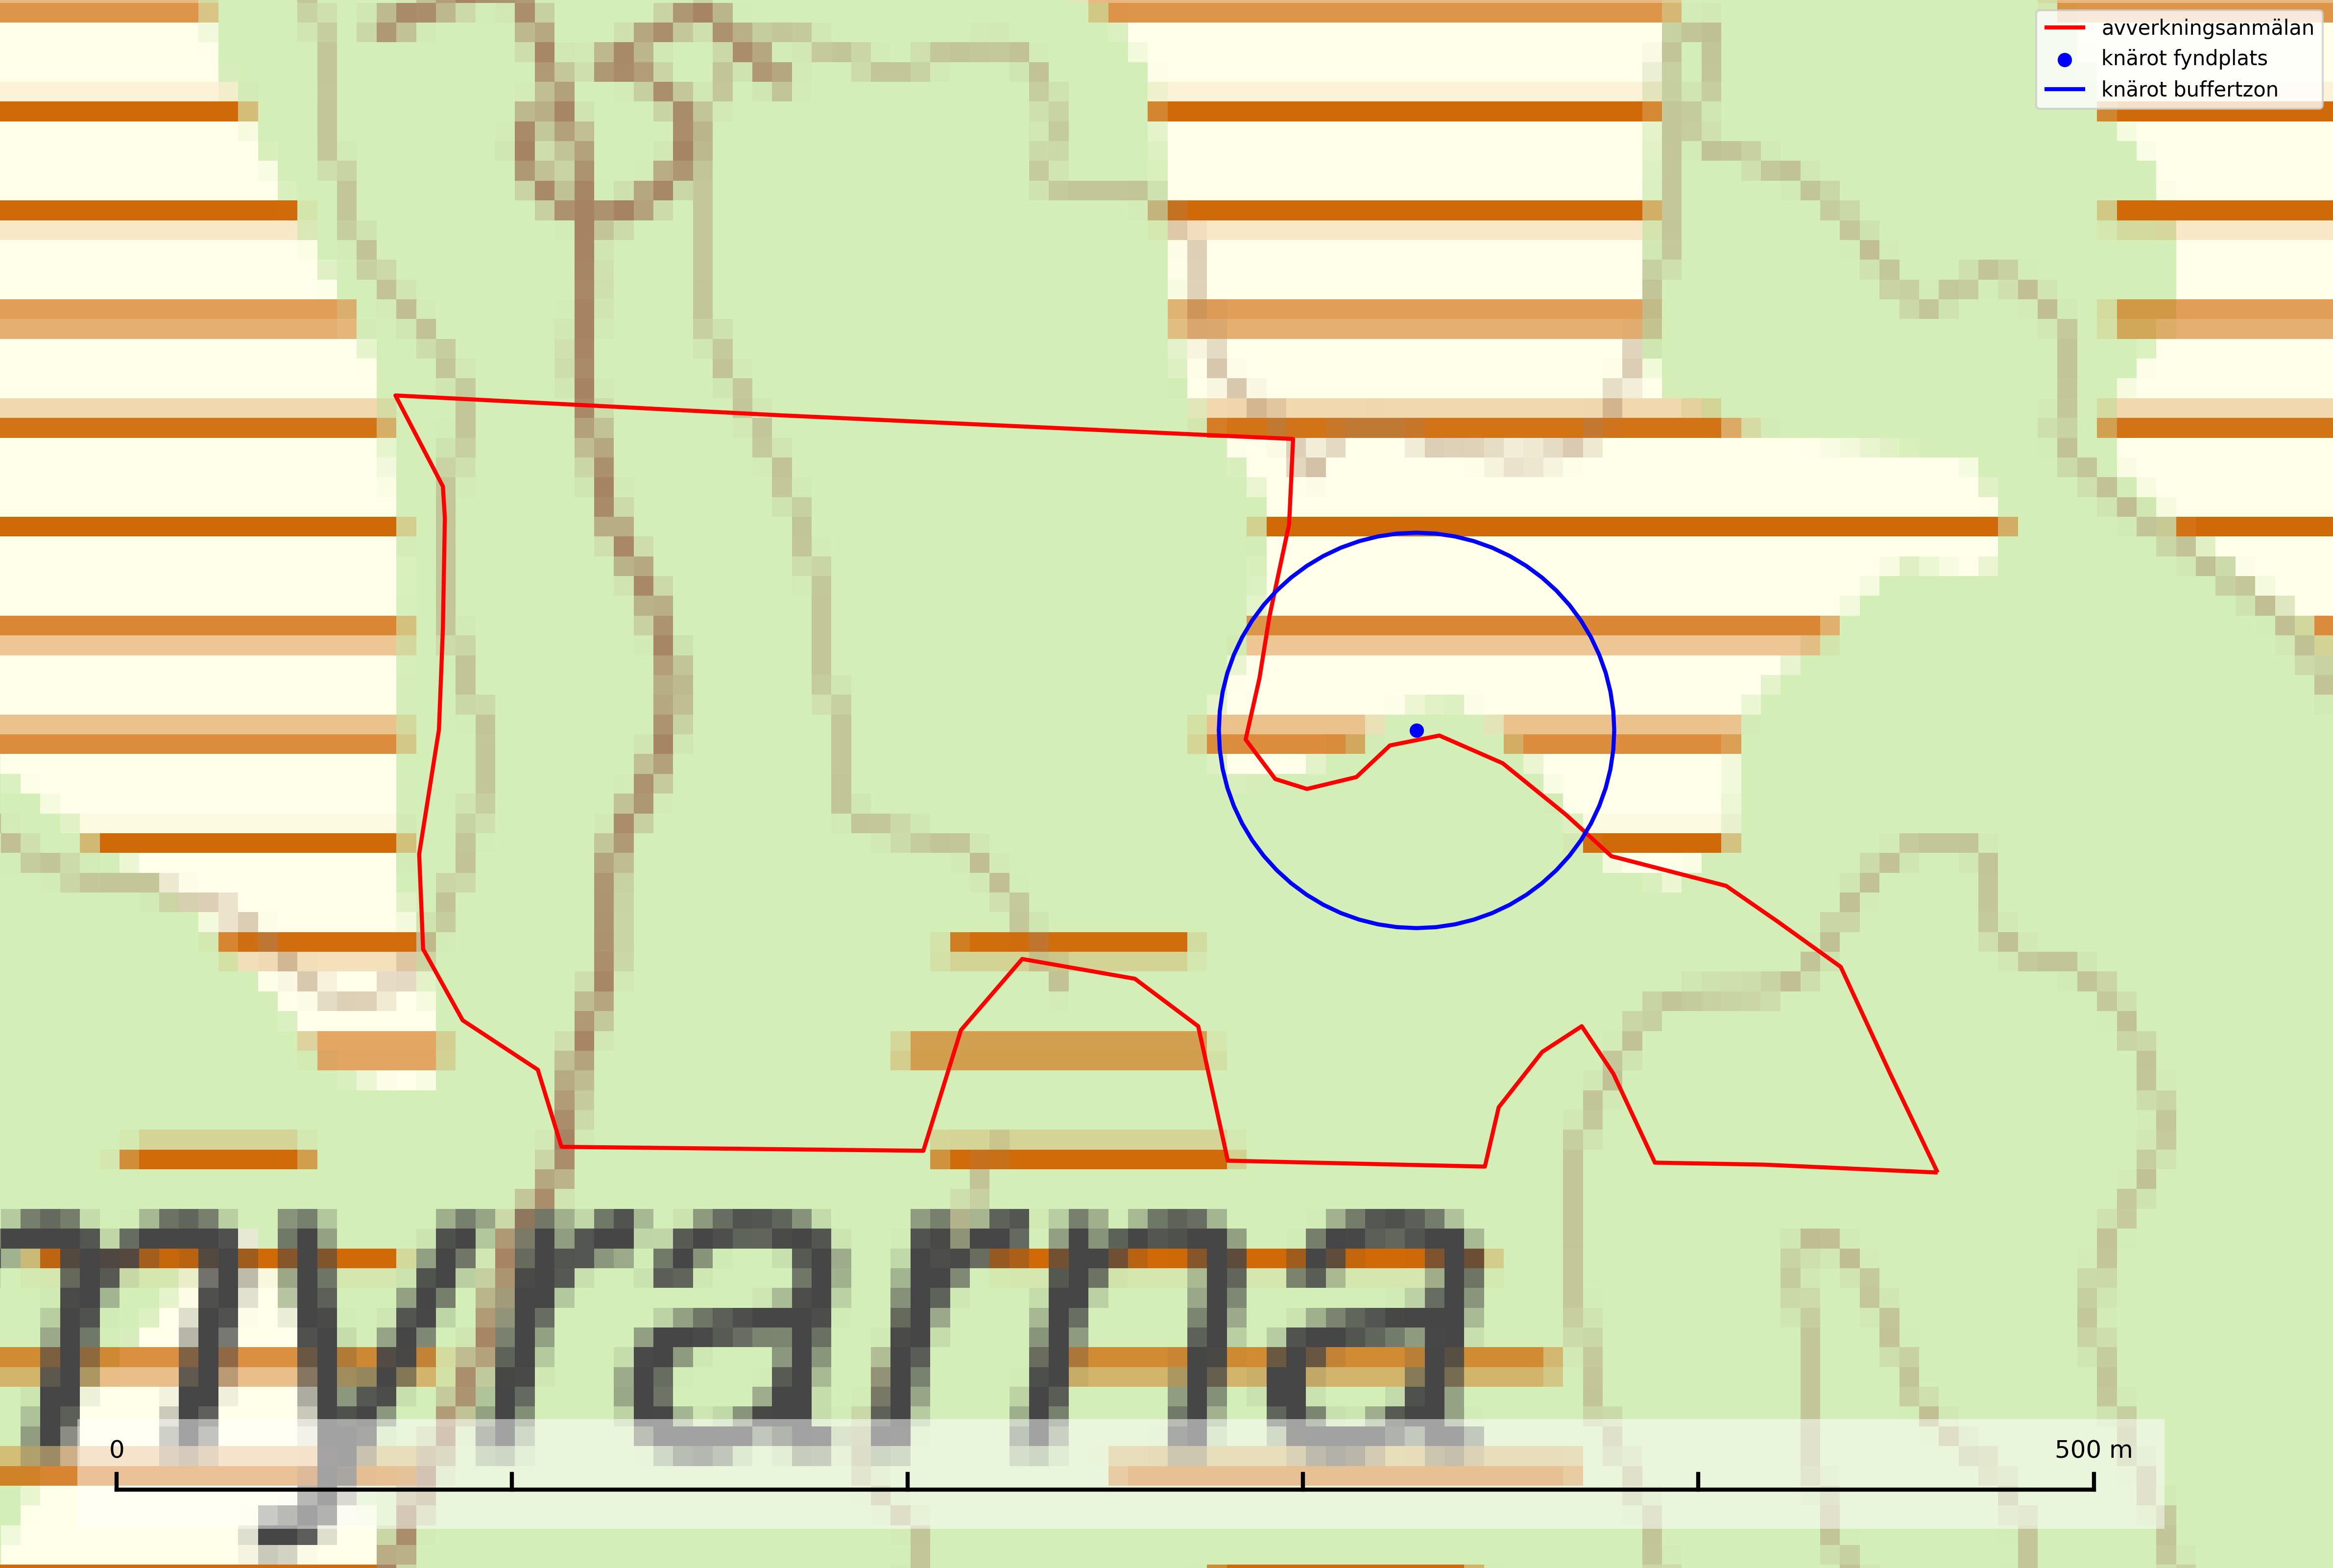 avverkningsanmälan
knärot fyndplats
knärot buffertzon
myrarna
0 500 m